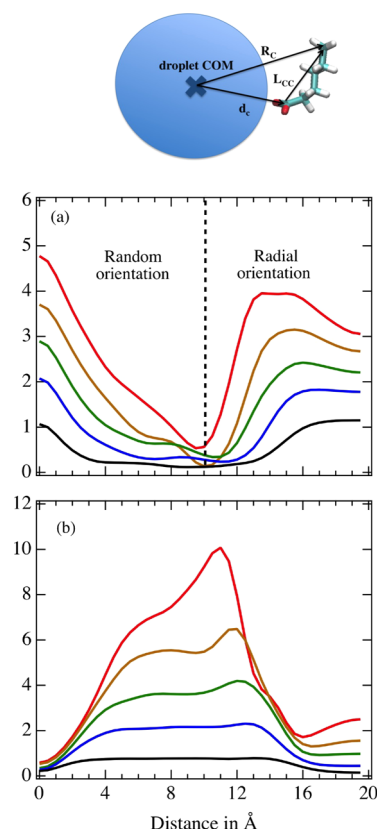 droplet COM
R_C
L_CC
d_c
6
(a)
Random orientation
Radial orientation
5
4
3
2
1
0
(b)
10
8
6
4
2
0
0 4 8 12 16 20
Distance in Å